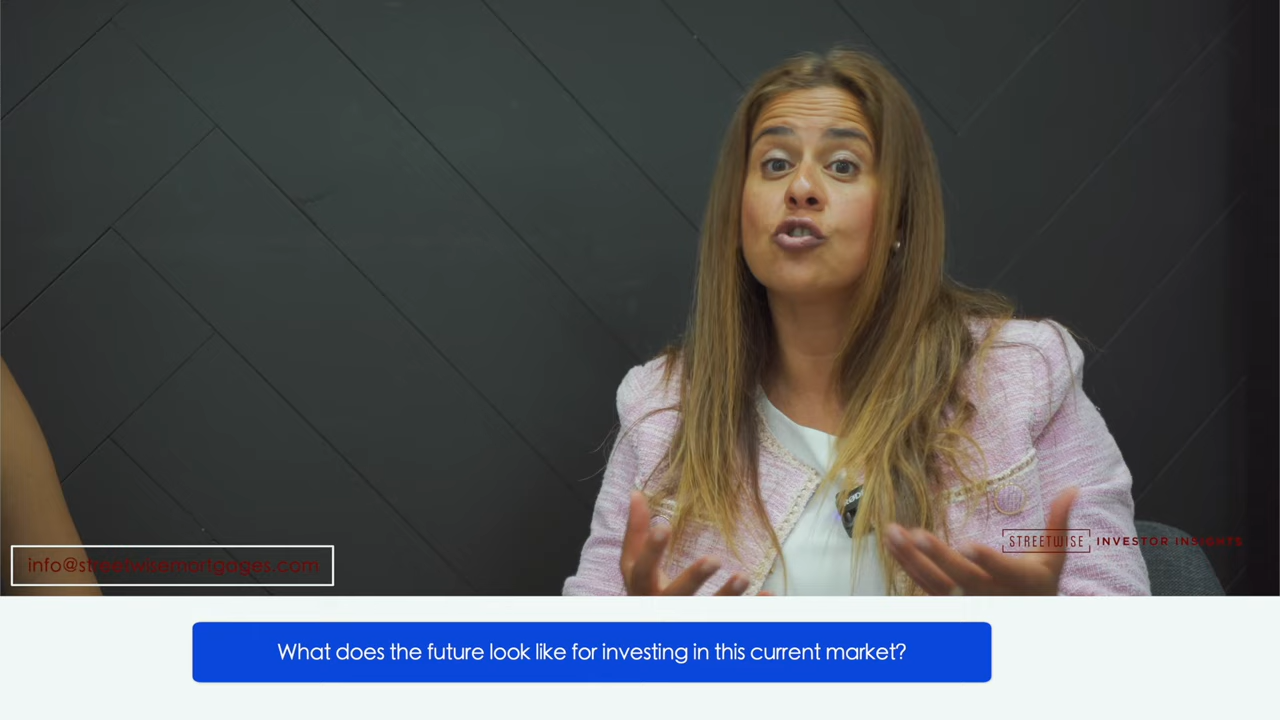 info@streetwisemortgages.com
STREETWISE INVESTOR INSIGHTS
What does the future look like for investing in this current market?